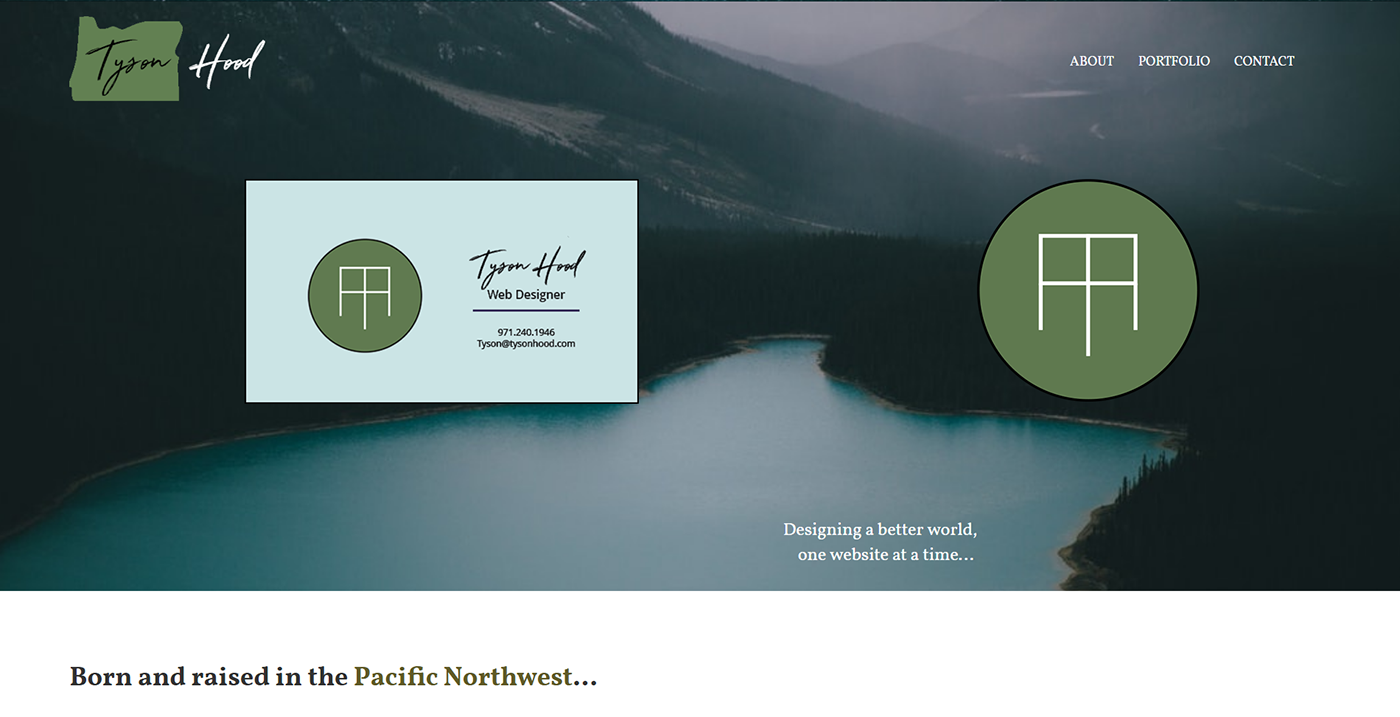 Tyson Hood
ABOUT PORTFOLIO CONTACT
Tyson Hood
Web Designer
971.240.1946
Tyson@tysonhood.com
Designing a better world,
one website at a time...
Born and raised in the Pacific Northwest...